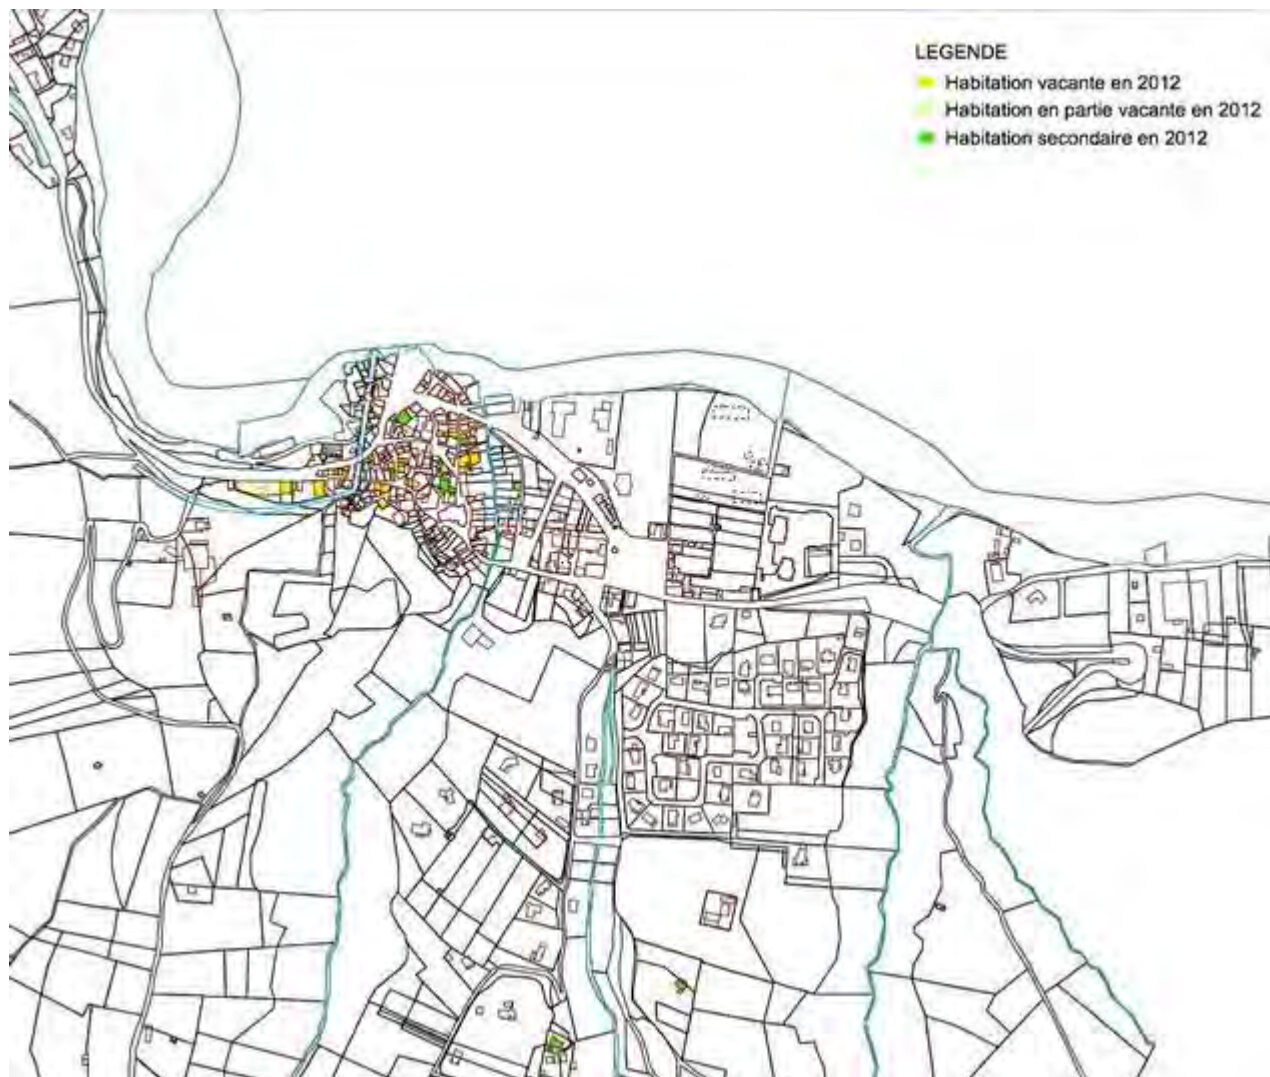 LEGENDE
Habitation vacante en 2012
Habitation en partie vacante en 2012
Habitation secondaire en 2012